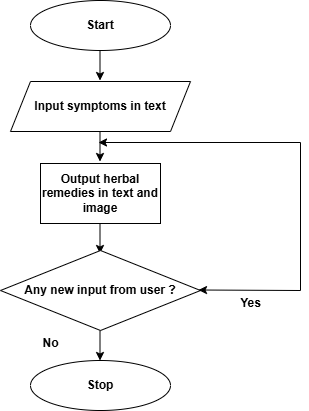 Start
Input symptoms in text
Output herbal
remedies in text and
image
Any new input from user ?
Yes
No
Stop